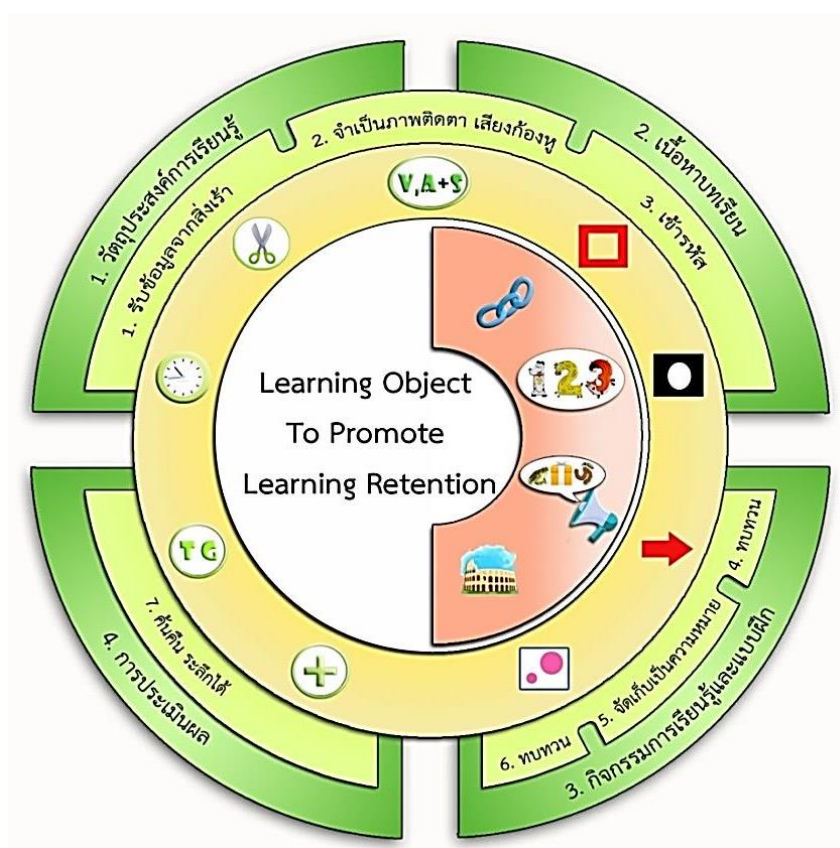 1. วัตถุประสงค์การเรียนรู้
1. รับข้อมูลจากสิ่งเร้า
2. จำเป็นภาพติดตา เสียงก้องหู
2. เนื้อหาบทเรียน
3. เข้ารหัส
V,A+S
123
Learning Object
To Promote
Learning Retention
T G
4. ทบทวน
5. จัดเก็บเป็นความหมาย
6. ทบทวน
3. กิจกรรมการเรียนรู้และแบบฝึก
7. ค้นคืน ระลึกได้
4. การประเมินผล